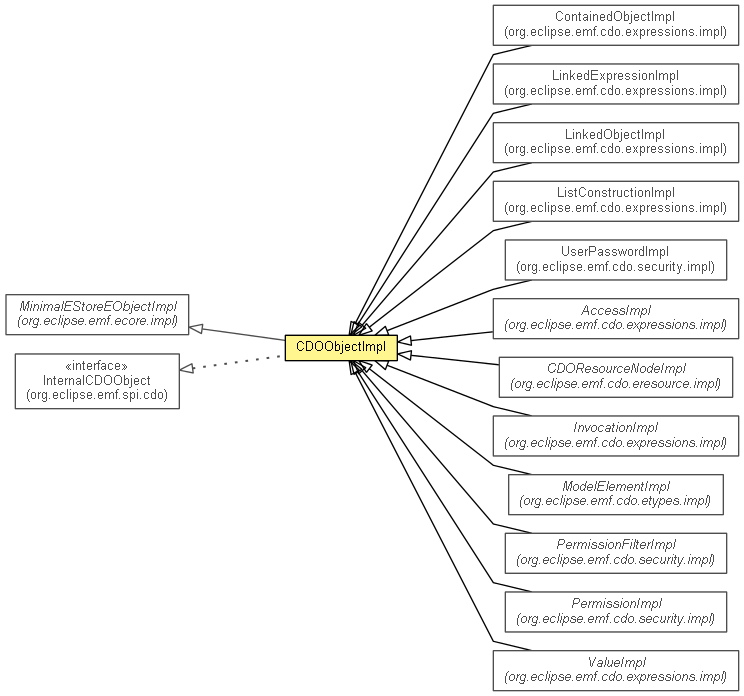 ContainedObjectImpl
(org.eclipse.emf.cdo.expressions.impl)
LinkedExpressionImpl
(org.eclipse.emf.cdo.expressions.impl)
LinkedObjectImpl
(org.eclipse.emf.cdo.expressions.impl)
ListConstructionImpl
(org.eclipse.emf.cdo.expressions.impl)
UserPasswordImpl
(org.eclipse.emf.cdo.security.impl)
MinimalEStoreEObjectImpl
(org.eclipse.emf.ecore.impl)
«interface»
InternalCDOObject
(org.eclipse.emf.spi.cdo)
CDOObjectImpl
AccessImpl
(org.eclipse.emf.cdo.expressions.impl)
CDOResourceNodeImpl
(org.eclipse.emf.cdo.eresource.impl)
InvocationImpl
(org.eclipse.emf.cdo.expressions.impl)
ModelElementImpl
(org.eclipse.emf.cdo.etypes.impl)
PermissionFilterImpl
(org.eclipse.emf.cdo.security.impl)
PermissionImpl
(org.eclipse.emf.cdo.security.impl)
ValueImpl
(org.eclipse.emf.cdo.expressions.impl)